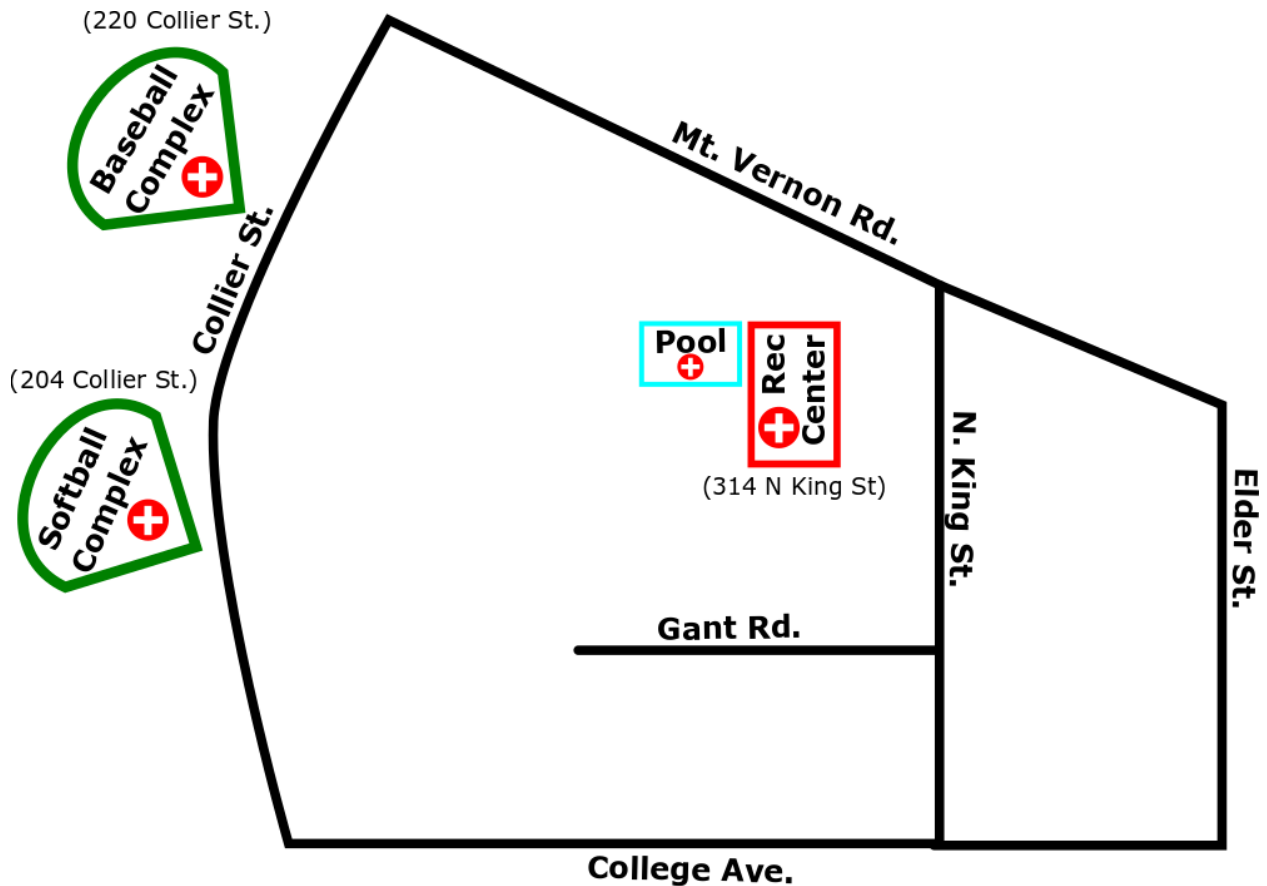 (220 Collier St.)
Baseball
Complex
Mt. Vernon Rd.
Collier St.
Pool
Rec
Center
(204 Collier St.)
Softball
Complex
(314 N King St)
N. King St.
Elder St.
Gant Rd.
College Ave.